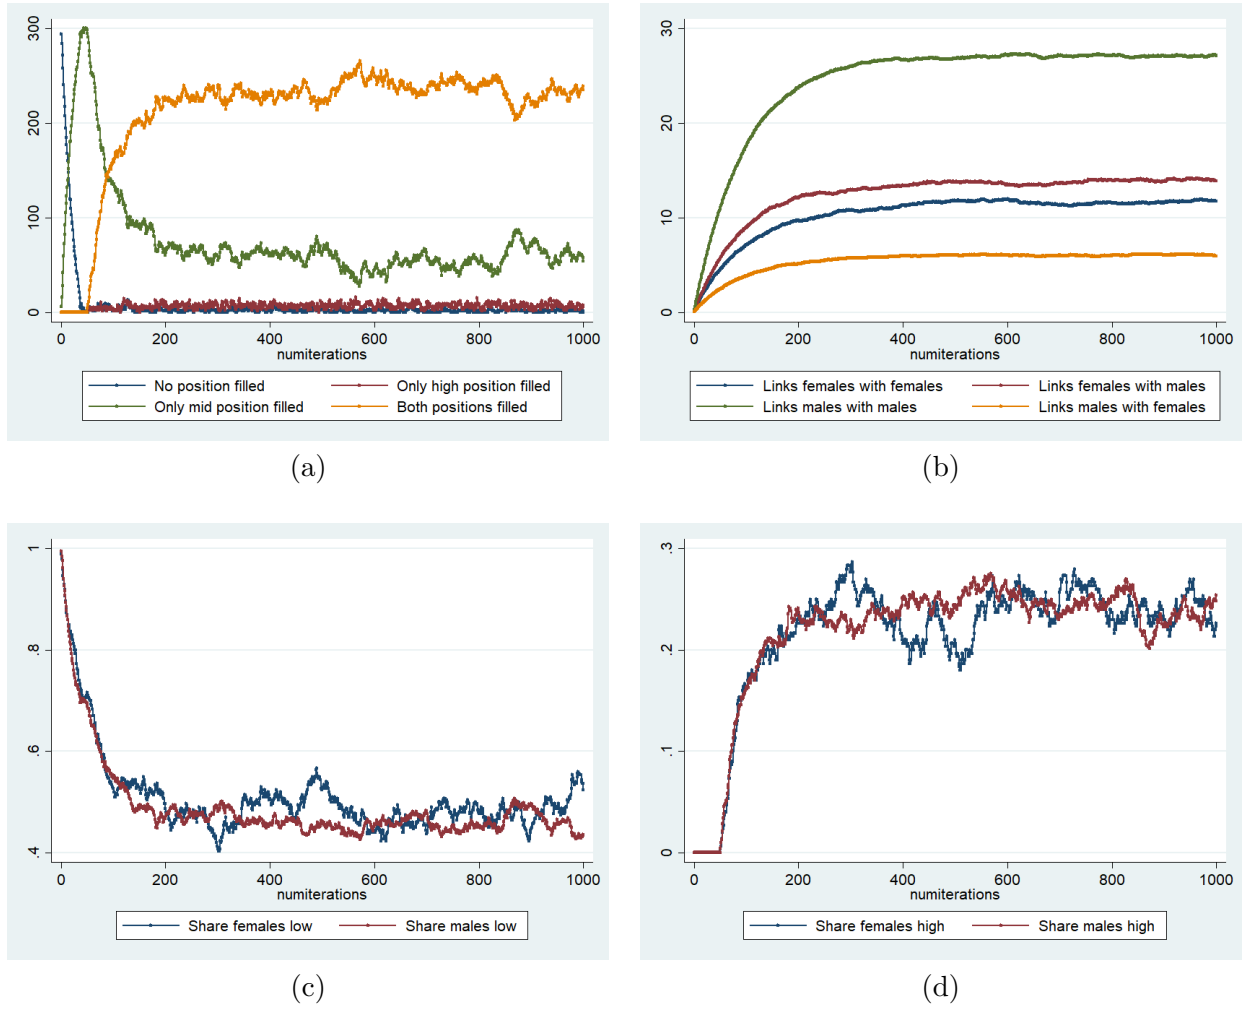 300
200
100
0
0 200 400 600 800 1000
numiterations
No position filled Only high position filled
Only mid position filled Both positions filled
(a)
30
20
10
0
0 200 400 600 800 1000
numiterations
Links females with females Links females with males
Links males with males Links males with females
(b)
1
.8
.6
.4
0 200 400 600 800 1000
numiterations
Share females low Share males low
(c)
.3
.2
.1
0
0 200 400 600 800 1000
numiterations
Share females high Share males high
(d)